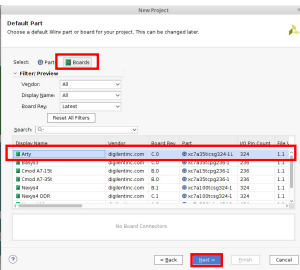 New Project
Default Part
Choose a default Xilinx part or board for your project. This can be changed later.
Select: Parts Boards
Filter/Preview
Vendor: All
Display Name: All
Board Rev: Latest
Reset All Filters
Search: Q-
Display Name Vendor Board Rev Part I/O Pin Count File V
Arty digilentinc.com C.0 xc7a35ticsg324-1L 324 1.1
Basys3 digilentinc.com C.0 xc7a35tcpg236-1 236 1.1
Cmod A7-15t digilentinc.com B.0 xc7a15tcpg236-1 236 1.1
Cmod A7-35t digilentinc.com B.0 xc7a35tcpg236-1 236 1.1
Nexys4 digilentinc.com B.1 xc7a100tcsg324-1 324 1.1
Nexys4 DDR digilentinc.com C.1 xc7a100tcsg324-1 324 1.1
No Board Connectors
? < Back Next > Finish Cancel